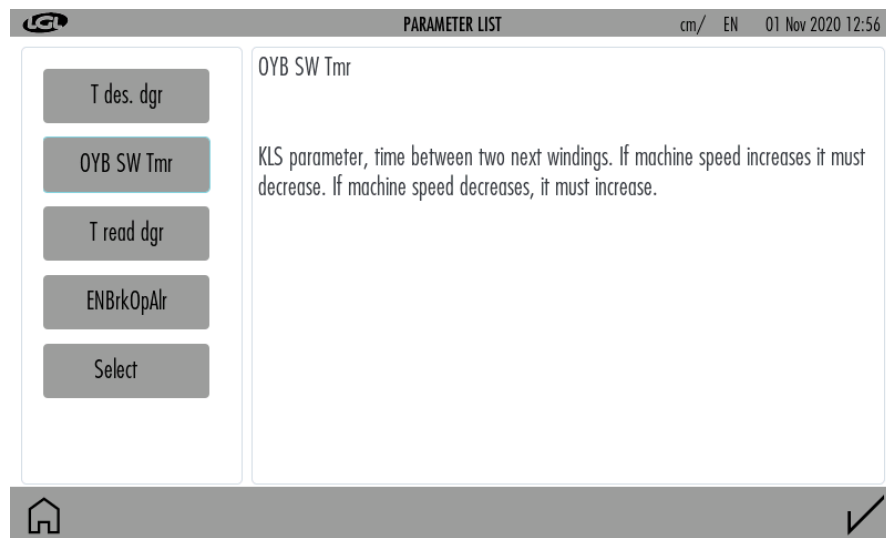 LGL
PARAMETER LIST
cm/ EN 01 Nov 2020 12:56
T des. dgr
OYB SW Tmr
T read dgr
ENBrkOpAlr
Select
OYB SW Tmr
KLS parameter, time between two next windings. If machine speed increases it must
decrease. If machine speed decreases, it must increase.